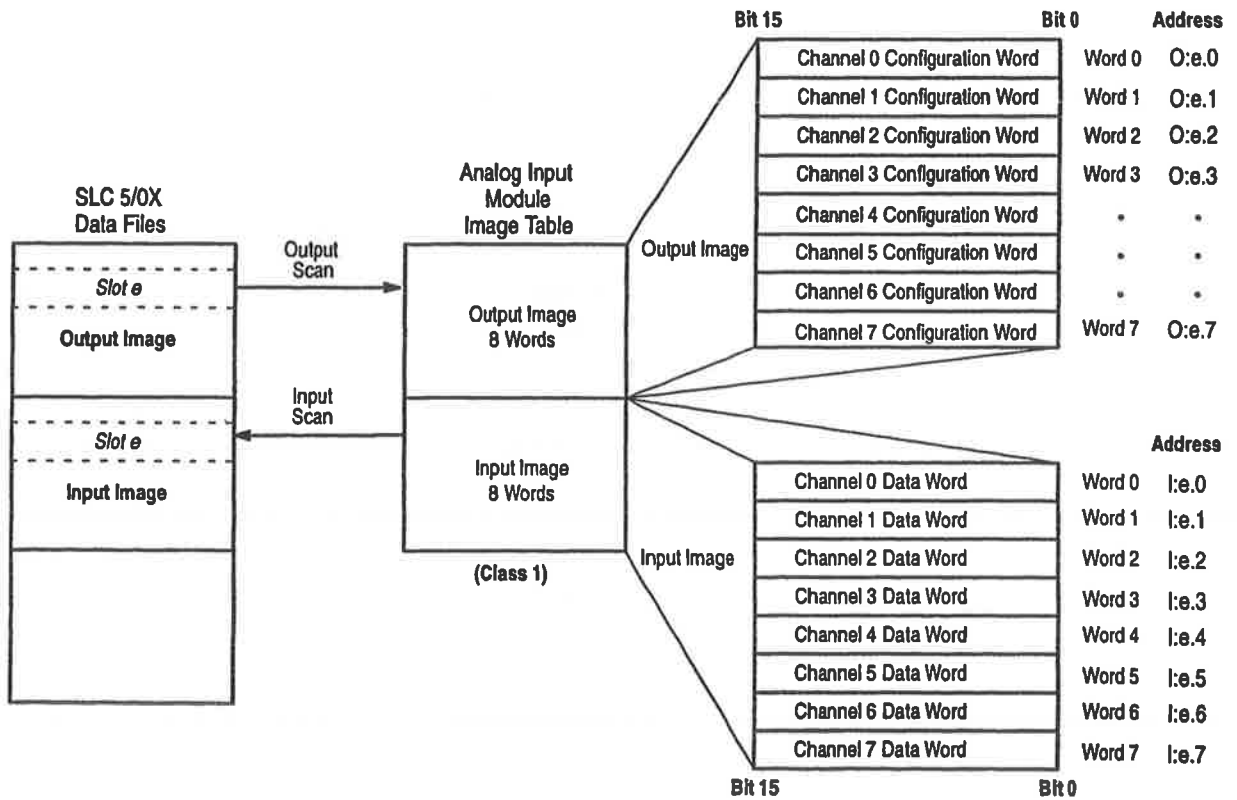 SLC 5/0X
Data Files
Slot e
Output Image
Slot e
Input Image
Output
Scan
Input
Scan
Analog Input
Module
Image Table
Output Image
8 Words
Input Image
8 Words
(Class 1)
Output Image
Input Image
Bit 15 Bit 0 Address
Channel 0 Configuration Word Word 0 O:e.0
Channel 1 Configuration Word Word 1 O:e.1
Channel 2 Configuration Word Word 2 O:e.2
Channel 3 Configuration Word Word 3 O:e.3
Channel 4 Configuration Word • •
Channel 5 Configuration Word • •
Channel 6 Configuration Word • •
Channel 7 Configuration Word Word 7 O:e.7
Address
Channel 0 Data Word Word 0 I:e.0
Channel 1 Data Word Word 1 I:e.1
Channel 2 Data Word Word 2 I:e.2
Channel 3 Data Word Word 3 I:e.3
Channel 4 Data Word Word 4 I:e.4
Channel 5 Data Word Word 5 I:e.5
Channel 6 Data Word Word 6 I:e.6
Channel 7 Data Word Word 7 I:e.7
Bit 15 Bit 0